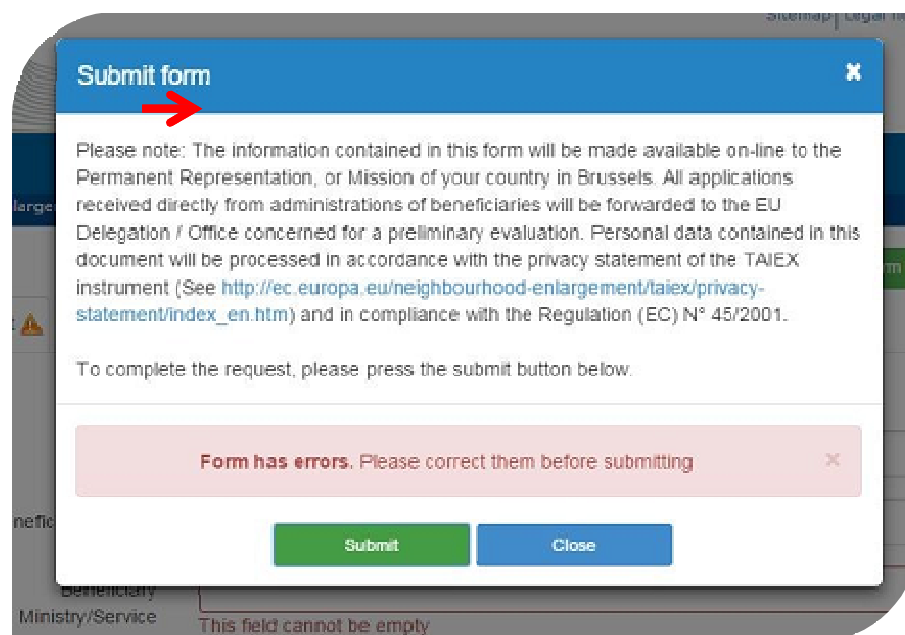 Sitemap | Legal
Submit form
Please note: The information contained in this form will be made available on-line to the
Permanent Representation, or Mission of your country in Brussels. All applications
received directly from administrations of beneficiaries will be forwarded to the EU
Delegation / Office concerned for a preliminary evaluation. Personal data contained in this
document will be processed in accordance with the privacy statement of the TAIEX
instrument (See http://ec.europa.eu/neighbourhood-enlargement/taiex/privacy-
statement/index_en.htm) and in compliance with the Regulation (EC) N° 45/2001.
To complete the request, please press the submit button below.
Form has errors. Please correct them before submitting
Submit Close
Beneficiary
Ministry/Service
This field cannot be empty